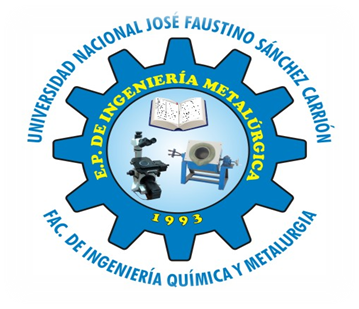 UNIVERSIDAD NACIONAL JOSÉ FAUSTINO SÁNCHEZ CARRIÓN
E.P. DE INGENIERÍA METALÚRGICA
1993
FAC. DE INGENIERÍA QUÍMICA Y METALURGIA